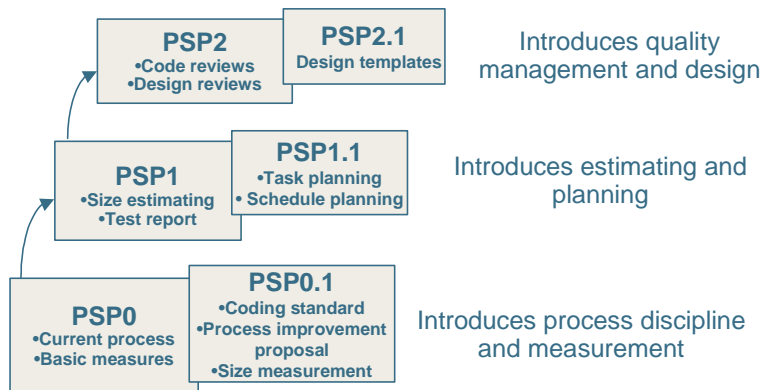 PSP2
•Code reviews
•Design reviews
PSP2.1
Design templates
Introduces quality
management and design
PSP1
•Size estimating
•Test report
PSP1.1
•Task planning
• Schedule planning
Introduces estimating and
planning
PSP0
•Current process
•Basic measures
PSP0.1
•Coding standard
•Process improvement
proposal
•Size measurement
Introduces process discipline
and measurement